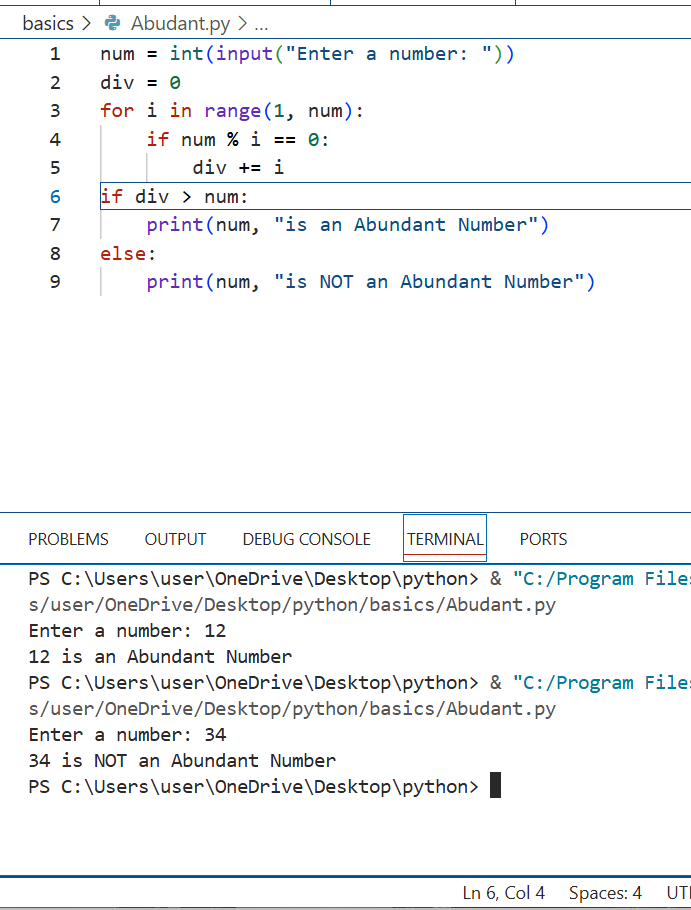 basics > Abudant.py > ...
1 num = int(input("Enter a number: "))
2 div = 0
3 for i in range(1, num):
4     if num % i == 0:
5         div += i
6 if div > num:
7     print(num, "is an Abundant Number")
8 else:
9     print(num, "is NOT an Abundant Number")
PROBLEMS OUTPUT DEBUG CONSOLE TERMINAL PORTS
PS C:\Users\user\OneDrive\Desktop\python> & "C:/Program Files
s/user/OneDrive/Desktop/python/basics/Abudant.py
Enter a number: 12
12 is an Abundant Number
PS C:\Users\user\OneDrive\Desktop\python> & "C:/Program Files
s/user/OneDrive/Desktop/python/basics/Abudant.py
Enter a number: 34
34 is NOT an Abundant Number
PS C:\Users\user\OneDrive\Desktop\python>
Ln 6, Col 4 Spaces: 4 UTF